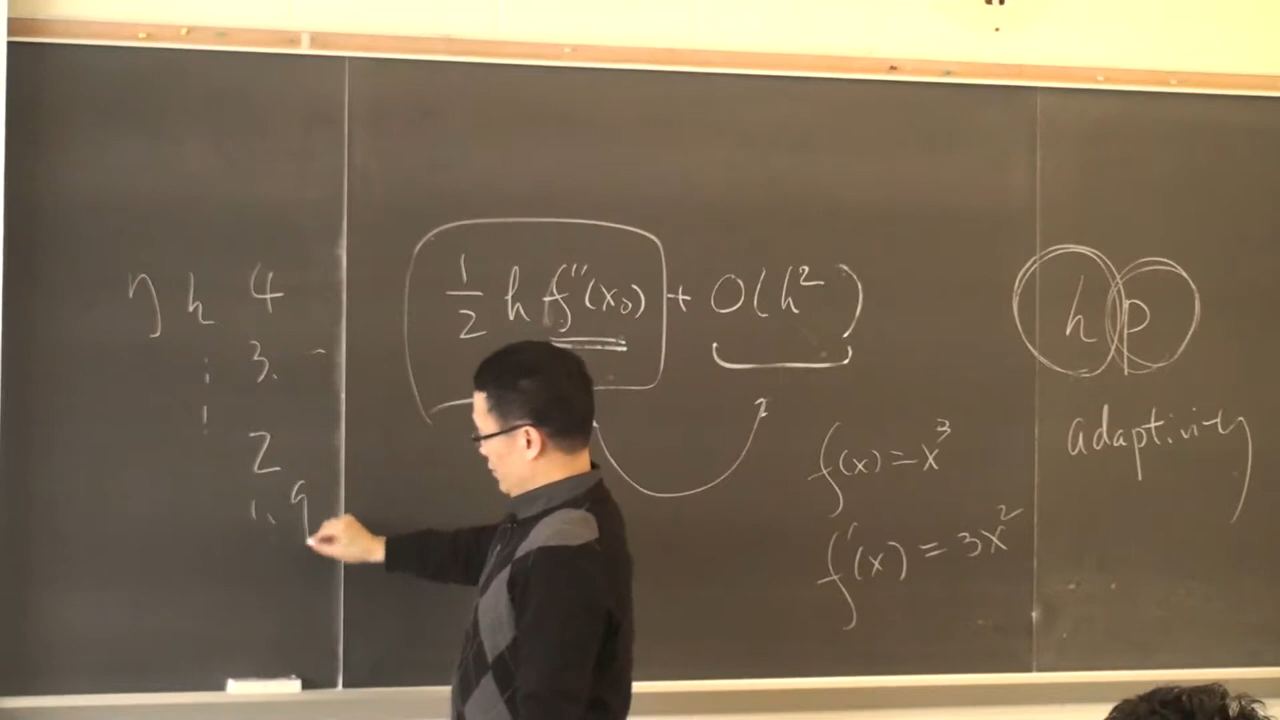 η h 4
3.
2
1.9
1/2 h f''(x₀) + O(h²)
f(x) = x³
f'(x) = 3x²
h p
adaptivity